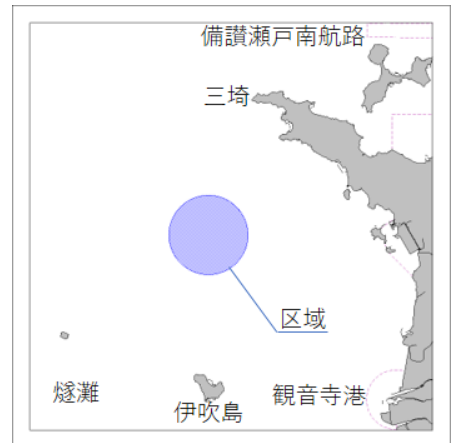 備讃瀬戸南航路
三埼
区域
燧灘
伊吹島
観音寺港